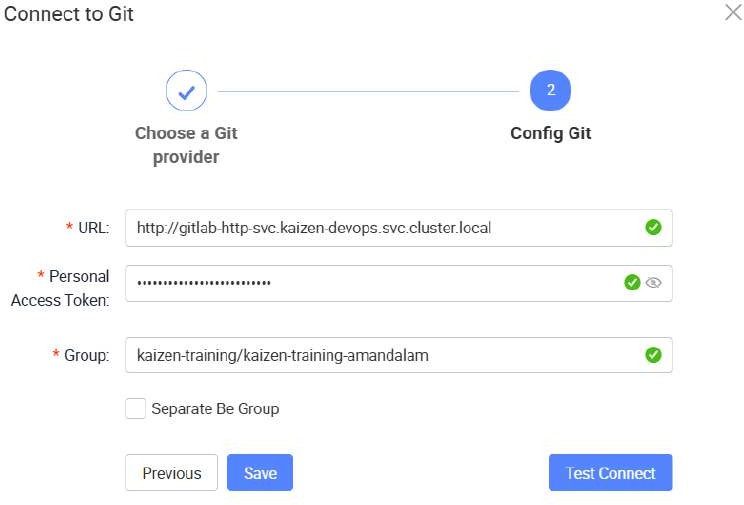 Connect to Git
2
Choose a Git
provider
Config Git
* URL:
http://gitlab-http-svc.kaizen-devops.svc.cluster.local
* Personal
Access Token:
••••••••••••••••••••••••••
* Group:
kaizen-training/kaizen-training-amandalam
Separate Be Group
Previous
Save
Test Connect